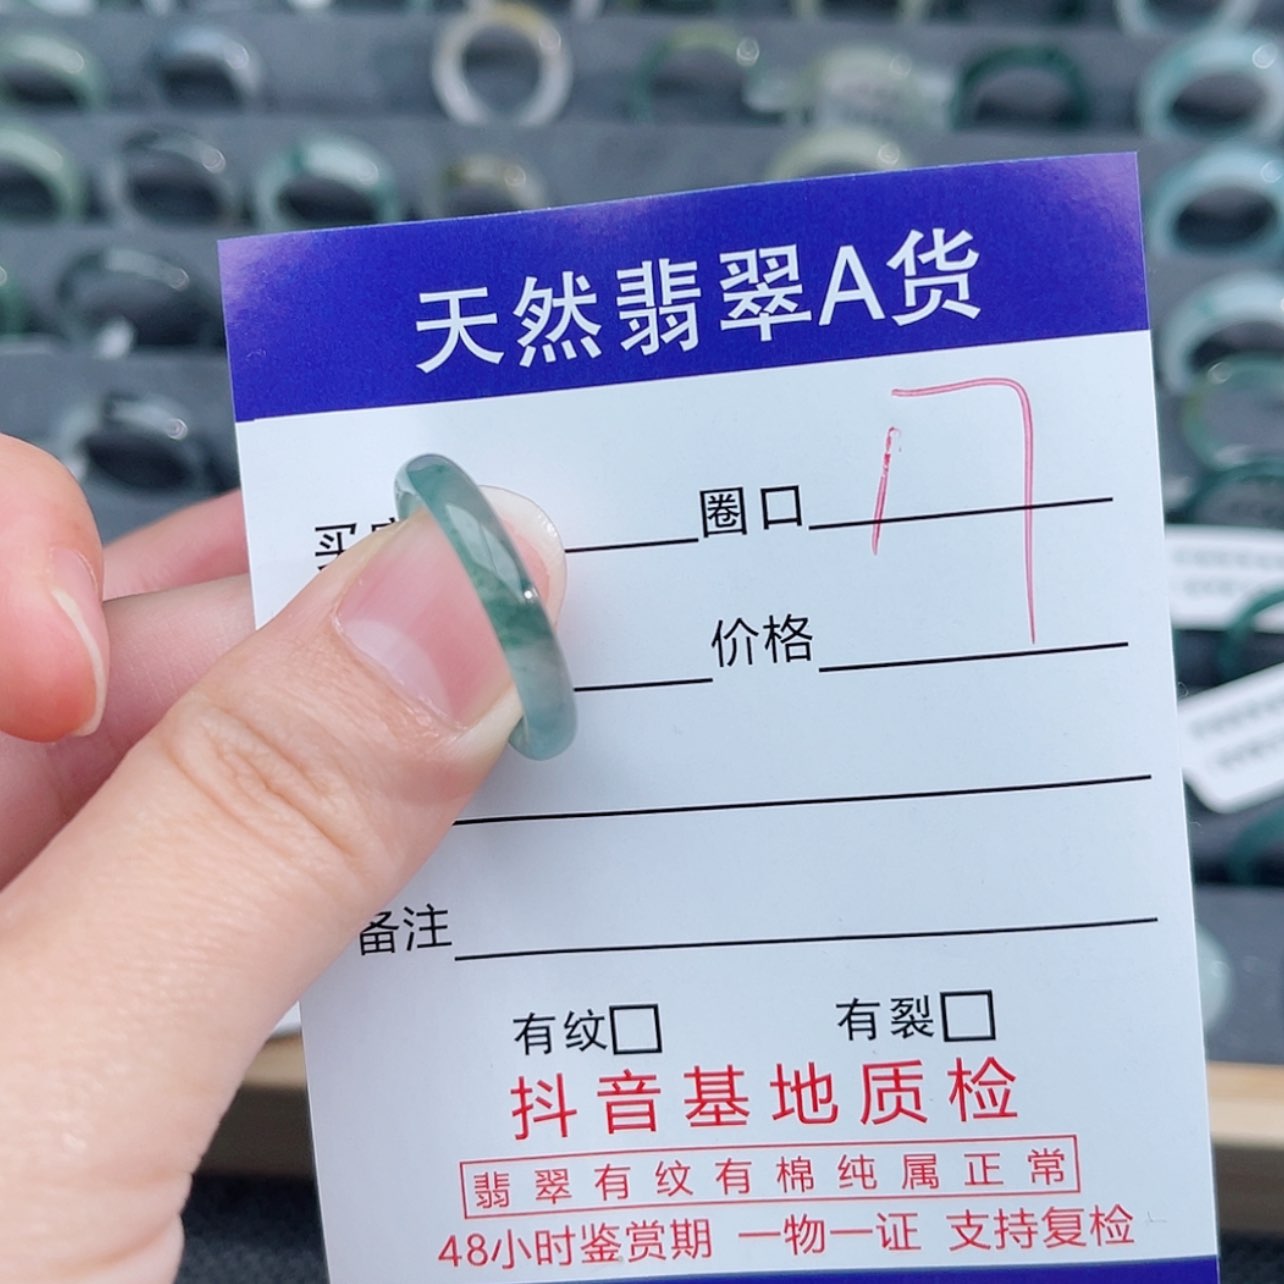 天然翡翠A货
圈口 17
价格
备注
有纹 有裂
抖音基地质检
翡翠有纹有棉纯属正常
48小时鉴赏期 一物一证 支持复检